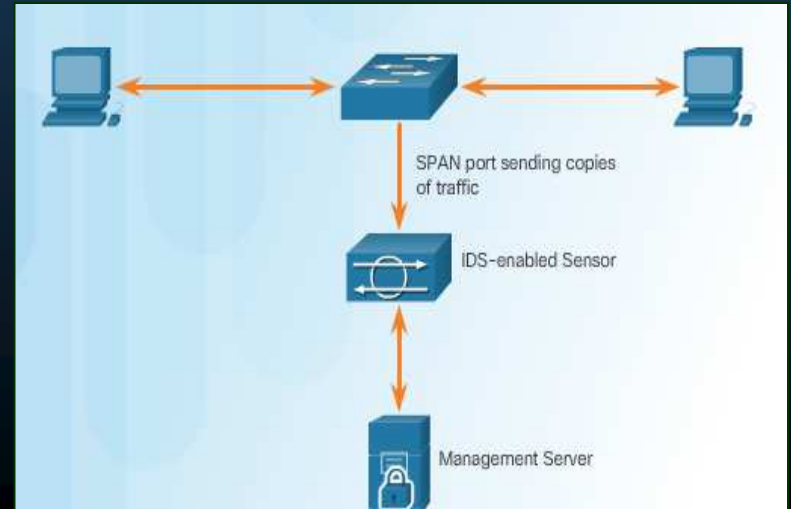 SPAN port sending copies
of traffic
IDS-enabled Sensor
Management Server